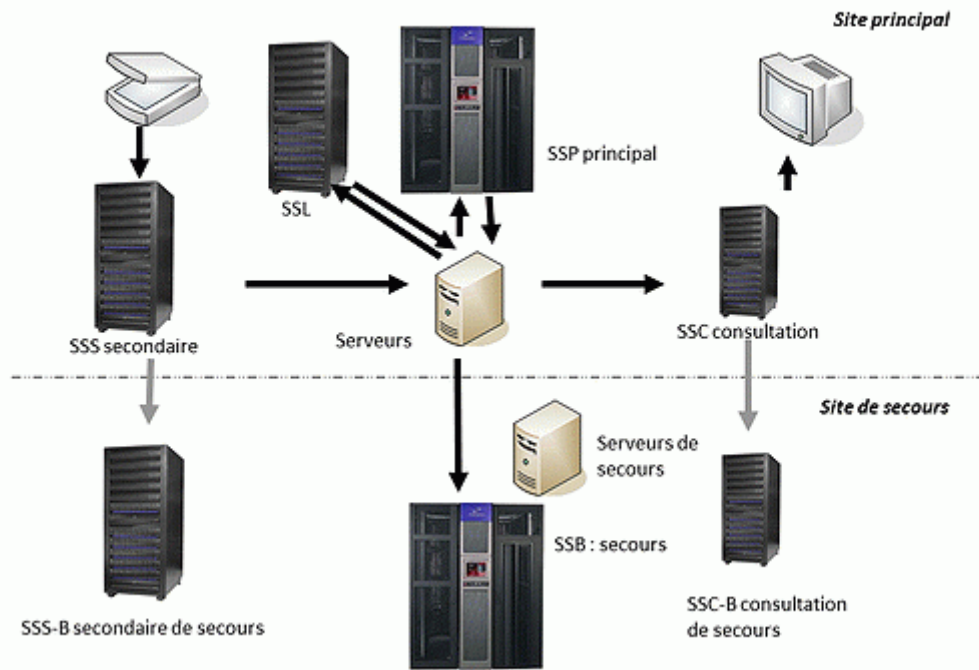 Site principal
SSP principal
SSL
SSS secondaire
Serveurs
SSC consultation
Site de secours
Serveurs de
secours
SSB : secours
SSS-B secondaire de secours
SSC-B consultation
de secours